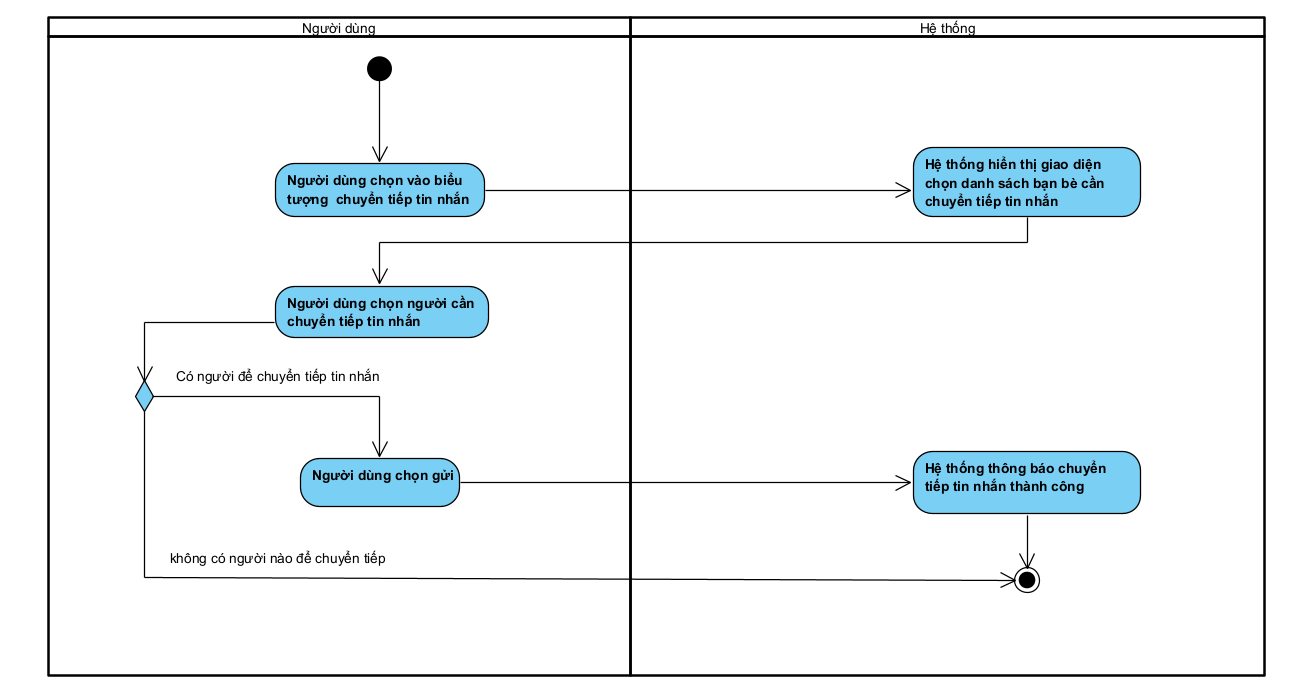 Người dùng
Hệ thống
Người dùng chọn vào biểu
tượng  chuyển tiếp tin nhắn
Hệ thống hiển thị giao diện
chọn danh sách bạn bè cần
chuyển tiếp tin nhắn
Người dùng chọn người cần
chuyển tiếp tin nhắn
Có người để chuyển tiếp tin nhắn
Người dùng chọn gửi
Hệ thống thông báo chuyển
tiếp tin nhắn thành công
không có người nào để chuyển tiếp